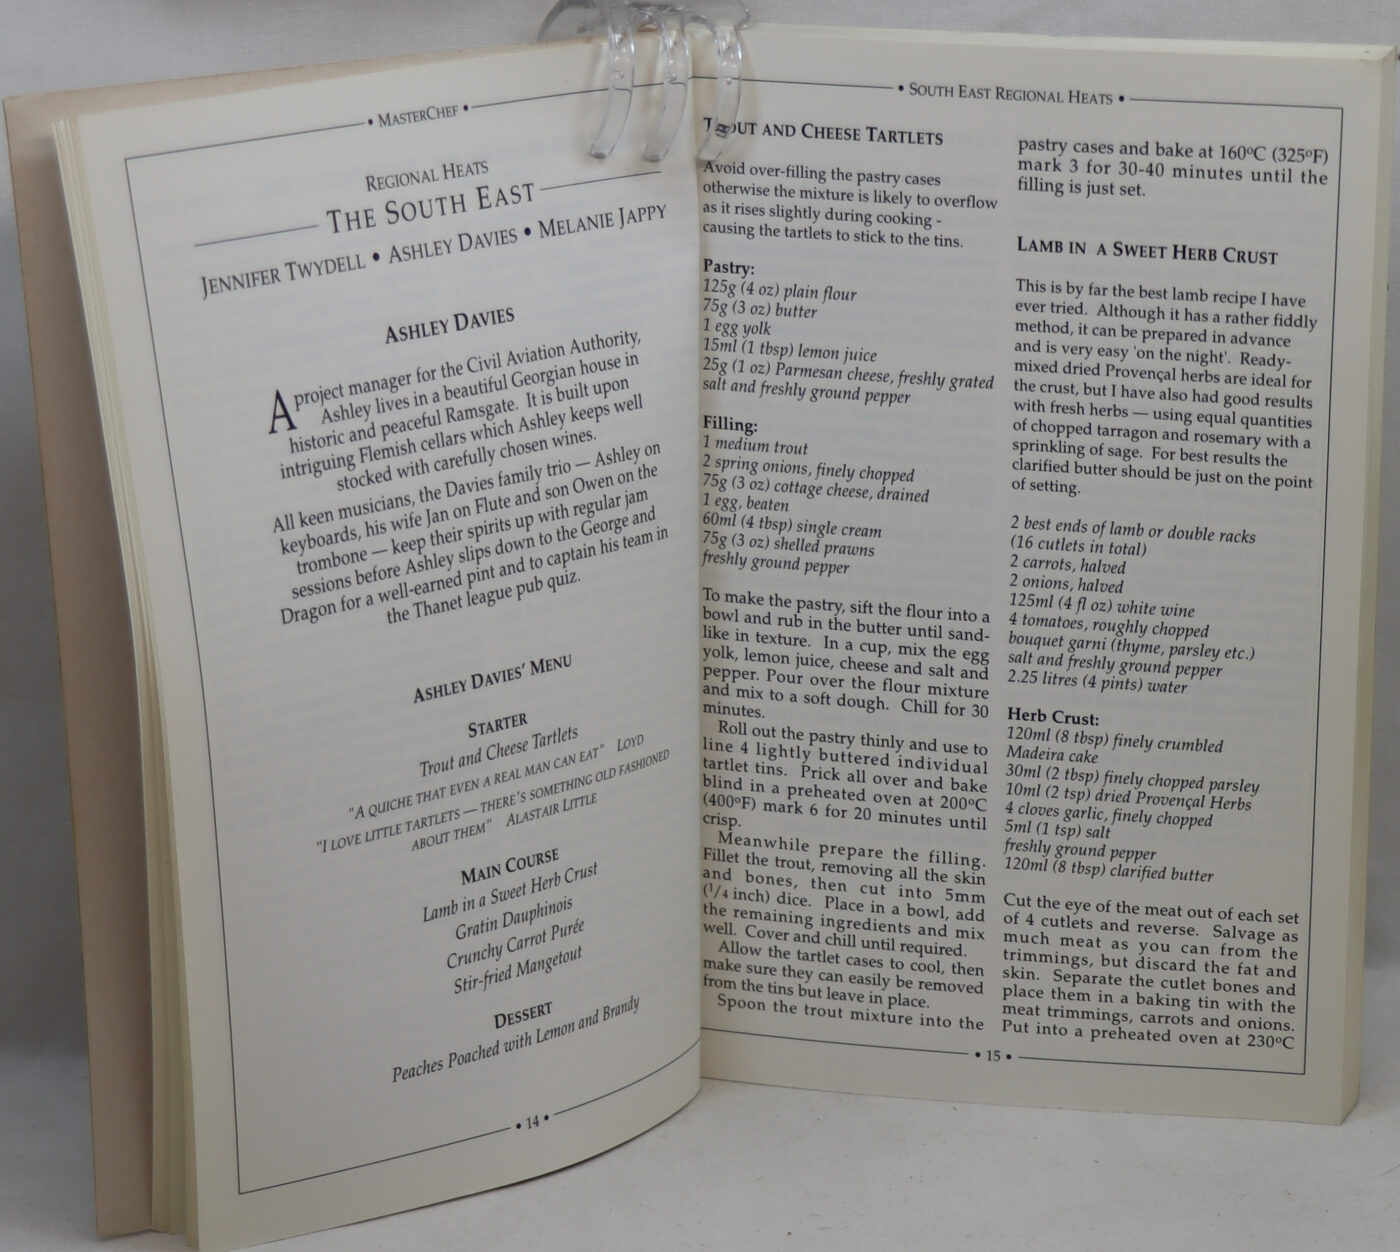 • MasterChef •
Regional Heats
The South East
Jennifer Twydell • Ashley Davies • Melanie Jappy
Ashley Davies
A project manager for the Civil Aviation Authority,
Ashley lives in a beautiful Georgian house in
historic and peaceful Ramsgate. It is built upon
intriguing Flemish cellars which Ashley keeps well
stocked with carefully chosen wines.
All keen musicians, the Davies family trio — Ashley on
keyboards, his wife Jan on Flute and son Owen on the
trombone — keep their spirits up with regular jam
sessions before Ashley slips down to the George and
Dragon for a well-earned pint and to captain his team in
the Thanet league pub quiz.
Ashley Davies' Menu
Starter
Trout and Cheese Tartlets
"A quiche that even a real man can eat" Loyd
"I love little tartlets — there's something old fashioned
about them" Alastair Little
Main Course
Lamb in a Sweet Herb Crust
Gratin Dauphinois
Crunchy Carrot Purée
Stir-fried Mangetout
Dessert
Peaches Poached with Lemon and Brandy
• 14 •
• South East Regional Heats •
Trout and Cheese Tartlets
Avoid over-filling the pastry cases
otherwise the mixture is likely to overflow
as it rises slightly during cooking -
causing the tartlets to stick to the tins.
Pastry:
125g (4 oz) plain flour
75g (3 oz) butter
1 egg yolk
15ml (1 tbsp) lemon juice
25g (1 oz) Parmesan cheese, freshly grated
salt and freshly ground pepper
Filling:
1 medium trout
2 spring onions, finely chopped
75g (3 oz) cottage cheese, drained
1 egg, beaten
60ml (4 tbsp) single cream
75g (3 oz) shelled prawns
freshly ground pepper
To make the pastry, sift the flour into a
bowl and rub in the butter until sand-
like in texture. In a cup, mix the egg
yolk, lemon juice, cheese and salt and
pepper. Pour over the flour mixture
and mix to a soft dough. Chill for 30
minutes.
Roll out the pastry thinly and use to
line 4 lightly buttered individual
tartlet tins. Prick all over and bake
blind in a preheated oven at 200ºC
(400ºF) mark 6 for 20 minutes until
crisp.
Meanwhile prepare the filling.
Fillet the trout, removing all the skin
and bones, then cut into 5mm
(1/4 inch) dice. Place in a bowl, add
the remaining ingredients and mix
well. Cover and chill until required.
Allow the tartlet cases to cool, then
make sure they can easily be removed
from the tins but leave in place.
Spoon the trout mixture into the
pastry cases and bake at 160ºC (325ºF)
mark 3 for 30-40 minutes until the
filling is just set.
Lamb in a Sweet Herb Crust
This is by far the best lamb recipe I have
ever tried. Although it has a rather fiddly
method, it can be prepared in advance
and is very easy 'on the night'. Ready-
mixed dried Provençal herbs are ideal for
the crust, but I have also had good results
with fresh herbs — using equal quantities
of chopped tarragon and rosemary with a
sprinkling of sage. For best results the
clarified butter should be just on the point
of setting.
2 best ends of lamb or double racks
(16 cutlets in total)
2 carrots, halved
2 onions, halved
125ml (4 fl oz) white wine
4 tomatoes, roughly chopped
bouquet garni (thyme, parsley etc.)
salt and freshly ground pepper
2.25 litres (4 pints) water
Herb Crust:
120ml (8 tbsp) finely crumbled
Madeira cake
30ml (2 tbsp) finely chopped parsley
10ml (2 tsp) dried Provençal Herbs
4 cloves garlic, finely chopped
5ml (1 tsp) salt
freshly ground pepper
120ml (8 tbsp) clarified butter
Cut the eye of the meat out of each set
of 4 cutlets and reverse. Salvage as
much meat as you can from the
trimmings, but discard the fat and
skin. Separate the cutlet bones and
place them in a baking tin with the
meat trimmings, carrots and onions.
Put into a preheated oven at 230ºC
• 15 •